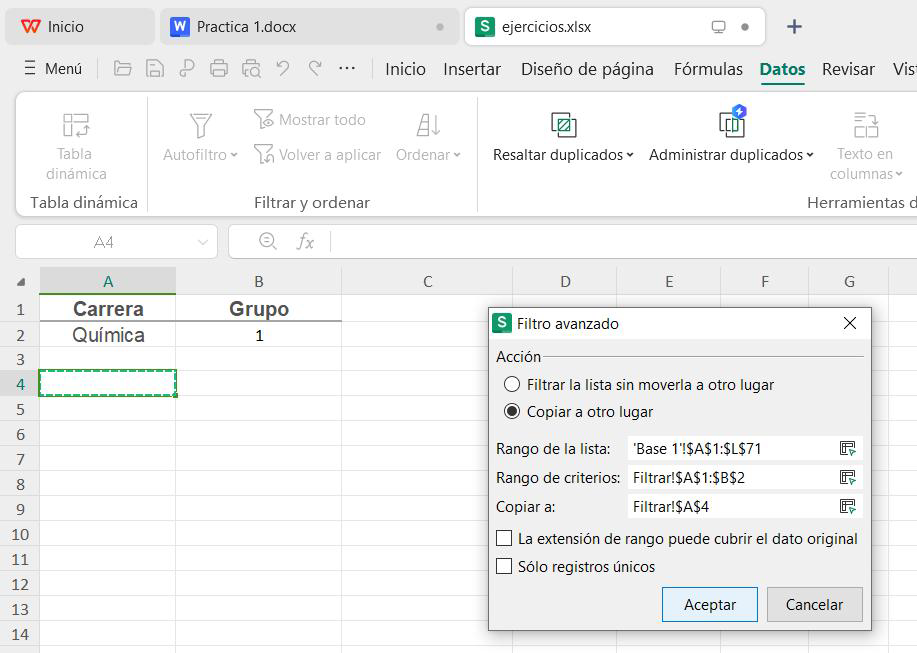 Inicio
Practica 1.docx
ejercicios.xlsx
Menú
Inicio Insertar Diseño de página Fórmulas Datos Revisar Vist
Tabla dinámica
Autofiltro
Mostrar todo
Volver a aplicar
Ordenar
Resaltar duplicados
Administrar duplicados
Texto en columnas
Tabla dinámica
Filtrar y ordenar
Herramientas d
A4
fx
A B C D E F G
1 Carrera Grupo
2 Química 1
3
4
5
6
7
8
9
10
11
12
13
14
Filtro avanzado
Acción
Filtrar la lista sin moverla a otro lugar
Copiar a otro lugar
Rango de la lista: 'Base 1'!$A$1:$L$71
Rango de criterios: Filtrar!$A$1:$B$2
Copiar a: Filtrar!$A$4
La extensión de rango puede cubrir el dato original
Sólo registros únicos
Aceptar Cancelar